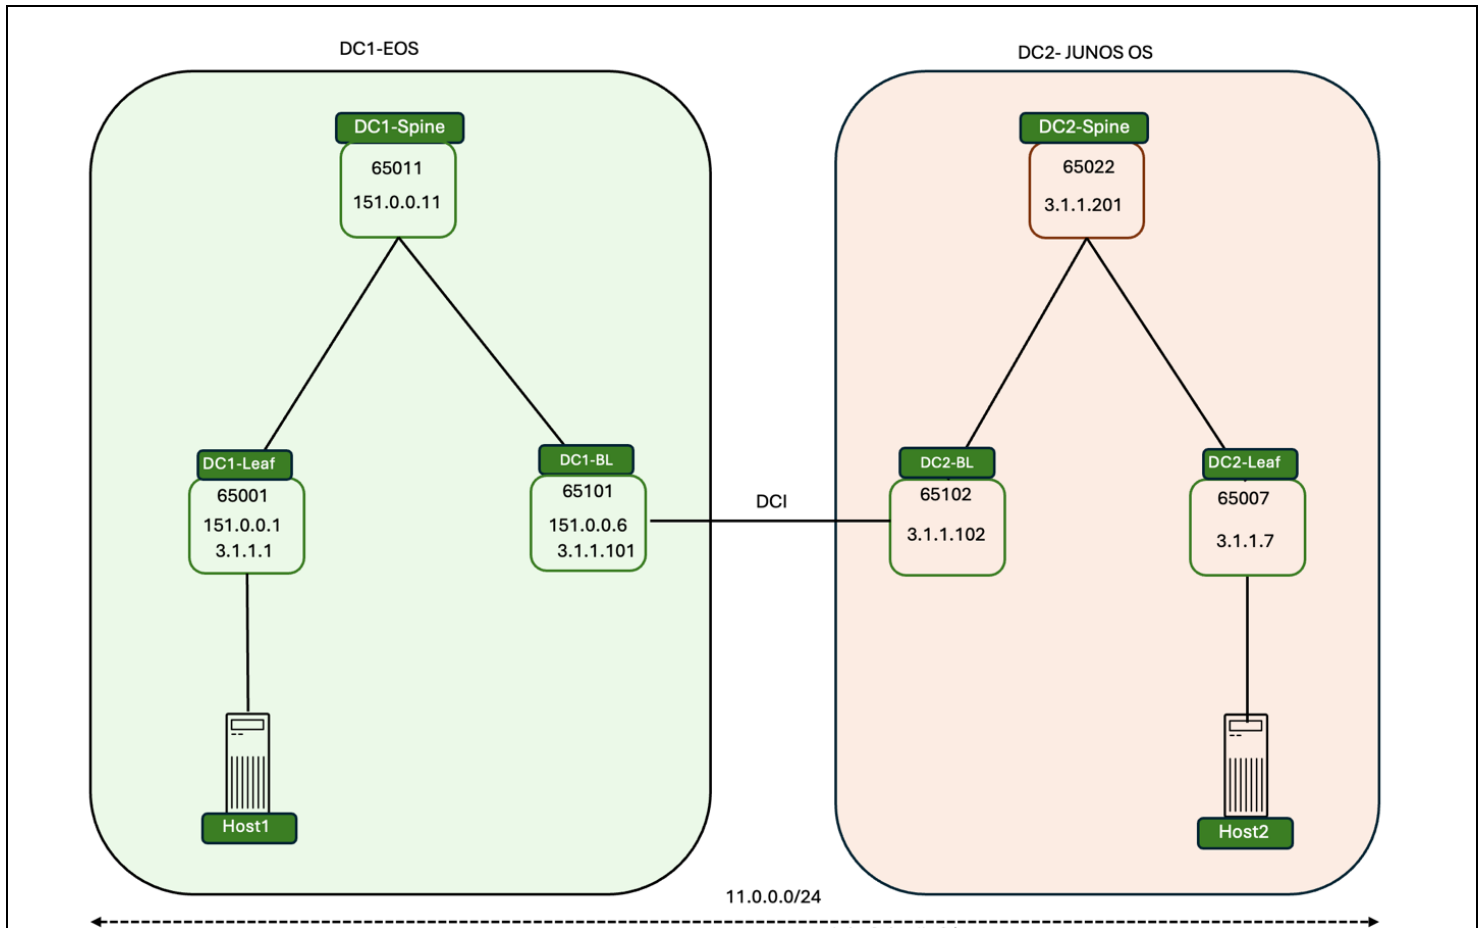 DC1-EOS
DC2- JUNOS OS
DC1-Spine
65011
151.0.0.11
DC2-Spine
65022
3.1.1.201
DC1-Leaf
65001
151.0.0.1
3.1.1.1
DC1-BL
65101
151.0.0.6
3.1.1.101
DCI
DC2-BL
65102
3.1.1.102
DC2-Leaf
65007
3.1.1.7
Host1
Host2
11.0.0.0/24